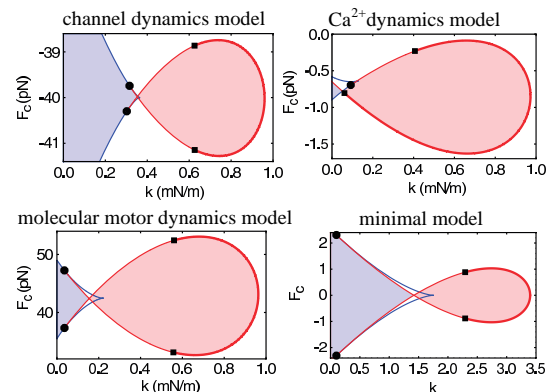 channel dynamics model
Ca2+dynamics model
F_C(pN)
-39
-40
-41
0.0 0.2 0.4 0.6 0.8 1.0
k (mN/m)
F_C(pN)
0.0
-0.5
-1.0
-1.5
0.0 0.2 0.4 0.6 0.8 1.0
k (mN/m)
molecular motor dynamics model
minimal model
F_C(pN)
50
40
0.0 0.2 0.4 0.6 0.8 1.0
k (mN/m)
F_C
2
1
0
-1
-2
0.0 0.5 1.0 1.5 2.0 2.5 3.0 3.5
k